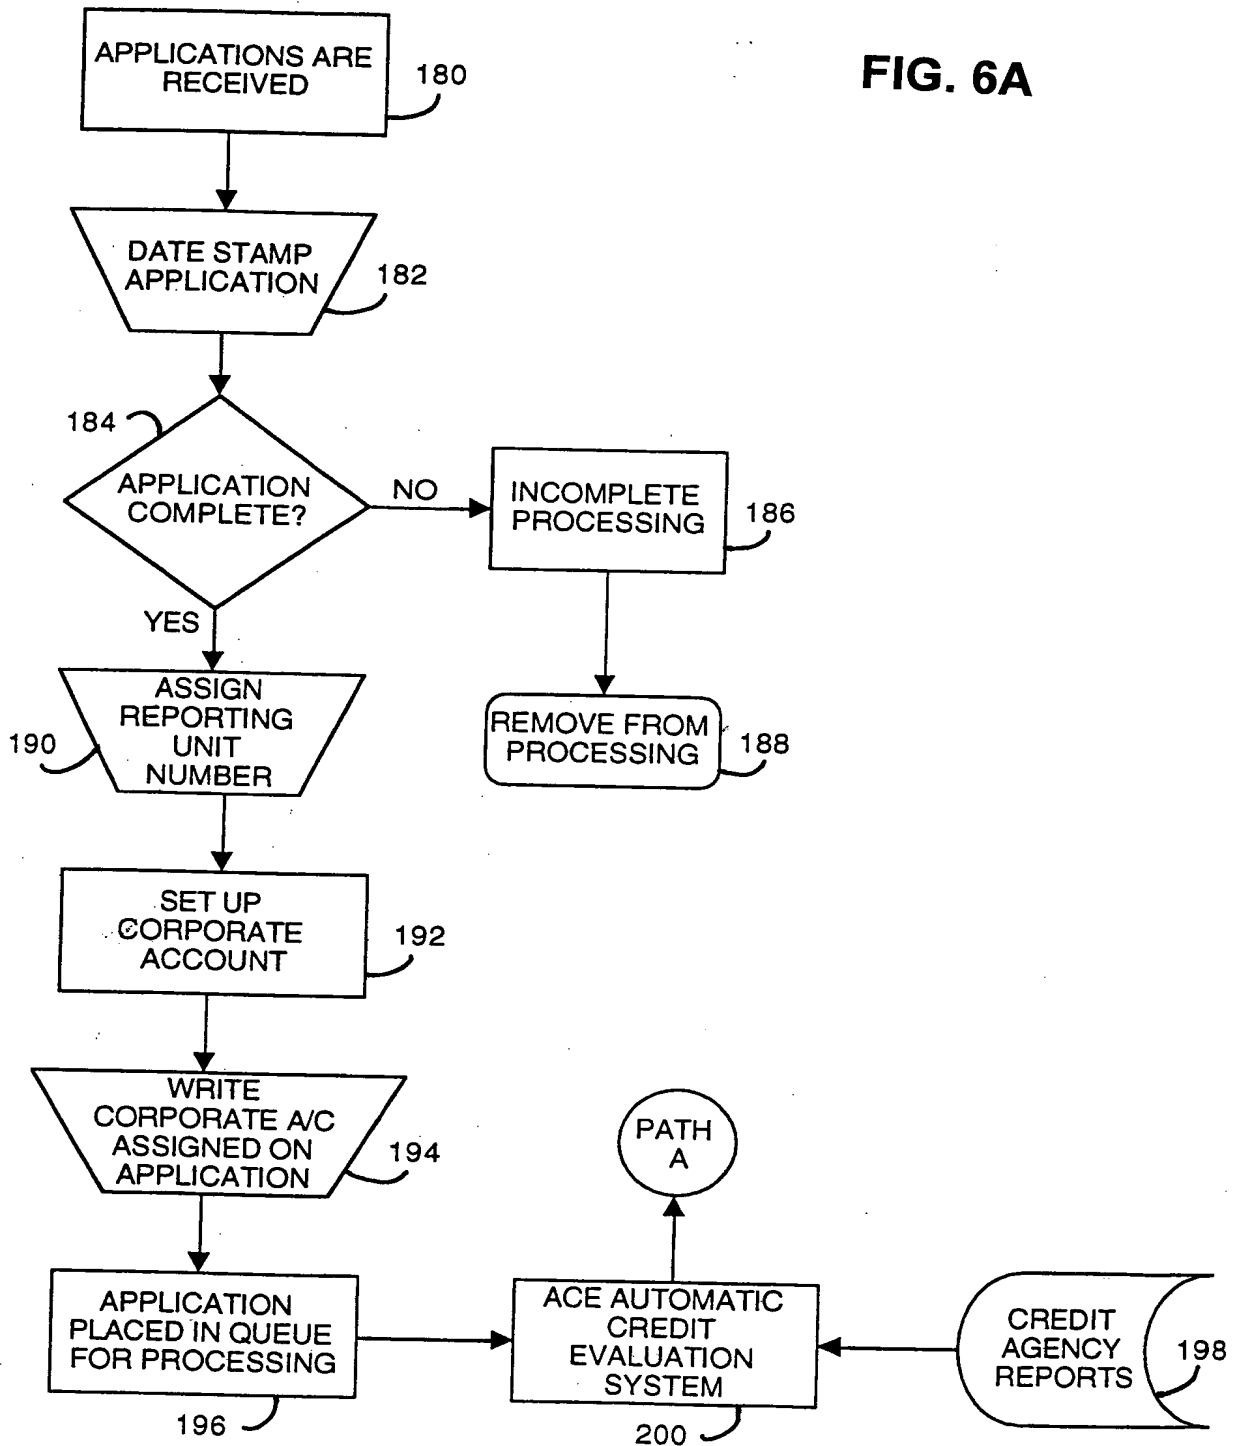 APPLICATIONS ARE
RECEIVED
180
FIG. 6A
DATE STAMP
APPLICATION
182
184
APPLICATION
COMPLETE?
NO
INCOMPLETE
PROCESSING
186
YES
ASSIGN
REPORTING
UNIT
NUMBER
190
REMOVE FROM
PROCESSING
188
SET UP
CORPORATE
ACCOUNT
192
WRITE
CORPORATE A/C
ASSIGNED ON
APPLICATION
194
PATH
A
APPLICATION
PLACED IN QUEUE
FOR PROCESSING
196
ACE AUTOMATIC
CREDIT
EVALUATION
SYSTEM
200
CREDIT
AGENCY
REPORTS
198